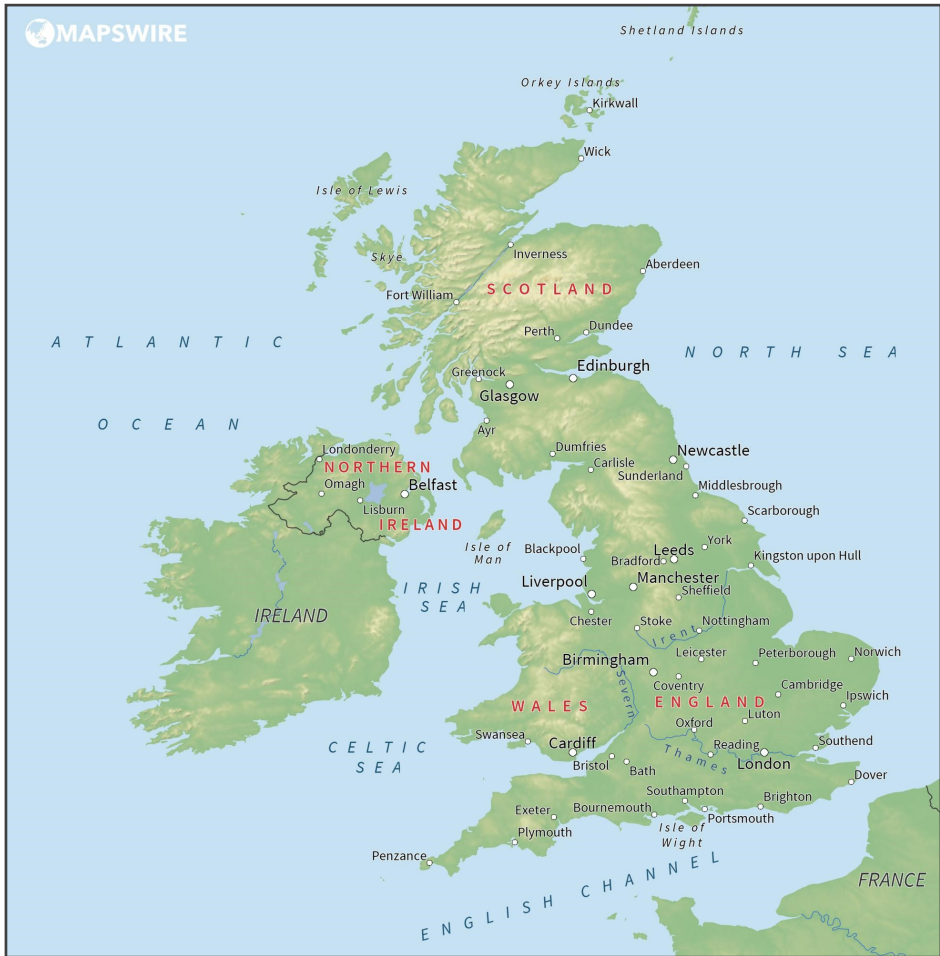 MAPSWIRE
Shetland Islands
Orkey Islands
Kirkwall
Wick
Isle of Lewis
Skye
Inverness
Aberdeen
SCOTLAND
Fort William
Perth
Dundee
ATLANTIC
OCEAN
NORTH SEA
Greenock
Edinburgh
Glasgow
Ayr
Dumfries
Carlisle
Newcastle
Sunderland
Londonderry
NORTHERN
IRELAND
Omagh
Belfast
Lisburn
Middlesbrough
Scarborough
Isle of
Man
Blackpool
York
Leeds
Bradford
Kingston upon Hull
IRISH
SEA
Liverpool
Manchester
Sheffield
IRELAND
Chester
Stoke
Irent
Nottingham
Birmingham
Leicester
Peterborough
Norwich
Severn
Coventry
Cambridge
WALES
ENGLAND
Ipswich
Oxford
Luton
Swansea
Cardiff
Thames
Reading
London
Southend
CELTIC
SEA
Bristol
Bath
Dover
Southampton
Exeter
Bournemouth
Brighton
Portsmouth
Plymouth
Isle of
Wight
Penzance
ENGLISH CHANNEL
FRANCE